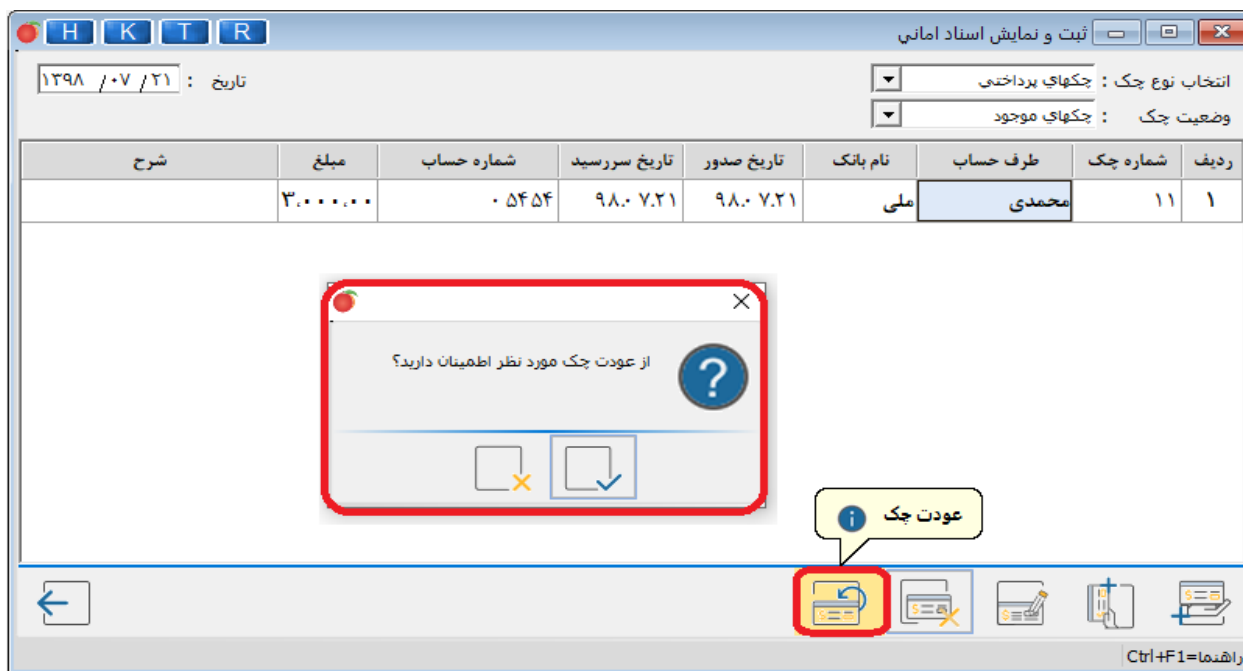 ثبت و نمایش اسناد اماني
H K T R
انتخاب نوع چک : چکهاي پرداختي
تاریخ : ۱۳۹۸ /۰۷ /۲۱
وضعیت چک : چکهاي موجود
ردیف شماره چک طرف حساب نام بانک تاریخ صدور تاریخ سررسید شماره حساب مبلغ شرح
۱ ۱۱ محمدی ملی ۹۸.۰۷.۲۱ ۹۸.۰۷.۲۱ ۰۵۴۵۴ ۳,۰۰۰,۰۰۰
از عودت چک مورد نظر اطمینان دارید؟
عودت چک
راهنما=Ctrl+F1